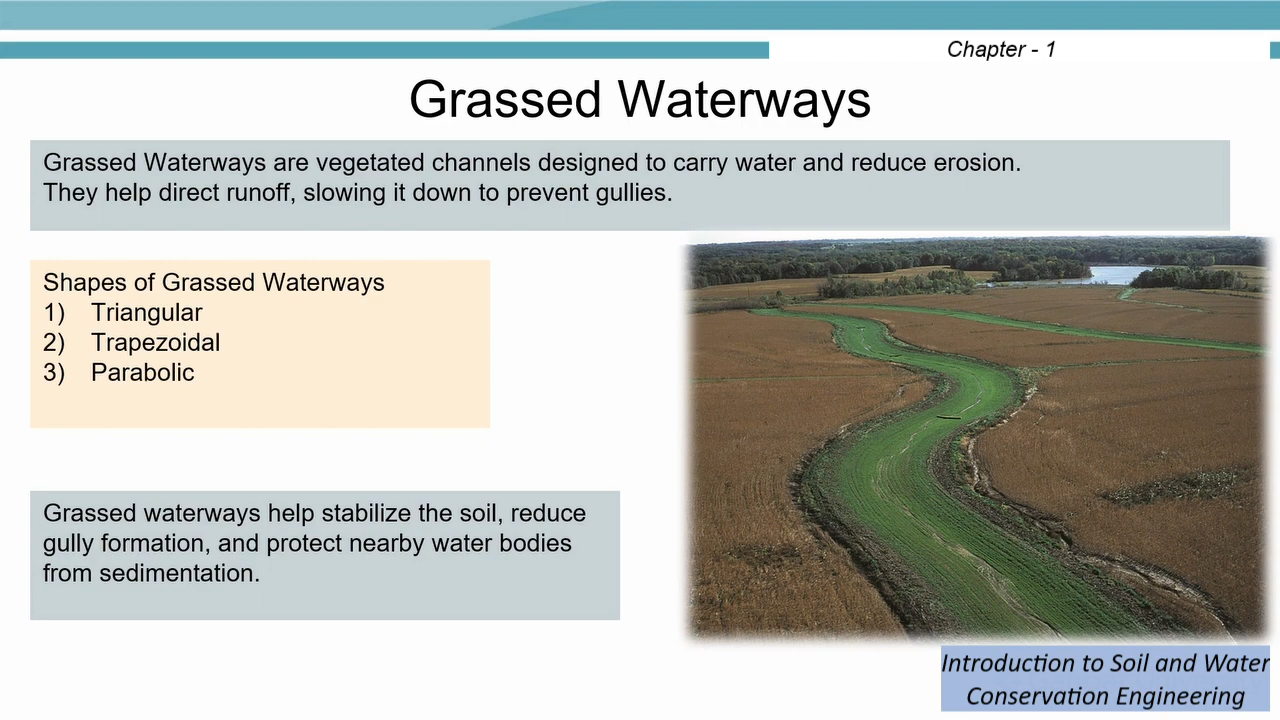 Chapter - 1
Grassed Waterways
Grassed Waterways are vegetated channels designed to carry water and reduce erosion.
They help direct runoff, slowing it down to prevent gullies.
Shapes of Grassed Waterways
1) Triangular
2) Trapezoidal
3) Parabolic
Grassed waterways help stabilize the soil, reduce
gully formation, and protect nearby water bodies
from sedimentation.
Introduction to Soil and Water
Conservation Engineering